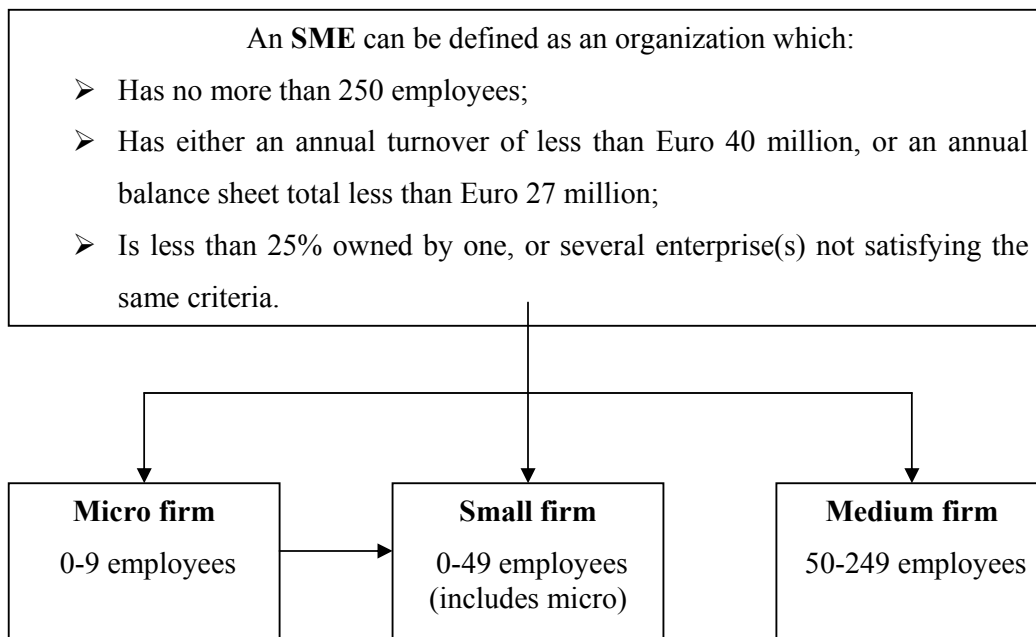 An SME can be defined as an organization which:
➢ Has no more than 250 employees;
➢ Has either an annual turnover of less than Euro 40 million, or an annual
balance sheet total less than Euro 27 million;
➢ Is less than 25% owned by one, or several enterprise(s) not satisfying the
same criteria.
Micro firm
0-9 employees
Small firm
0-49 employees
(includes micro)
Medium firm
50-249 employees